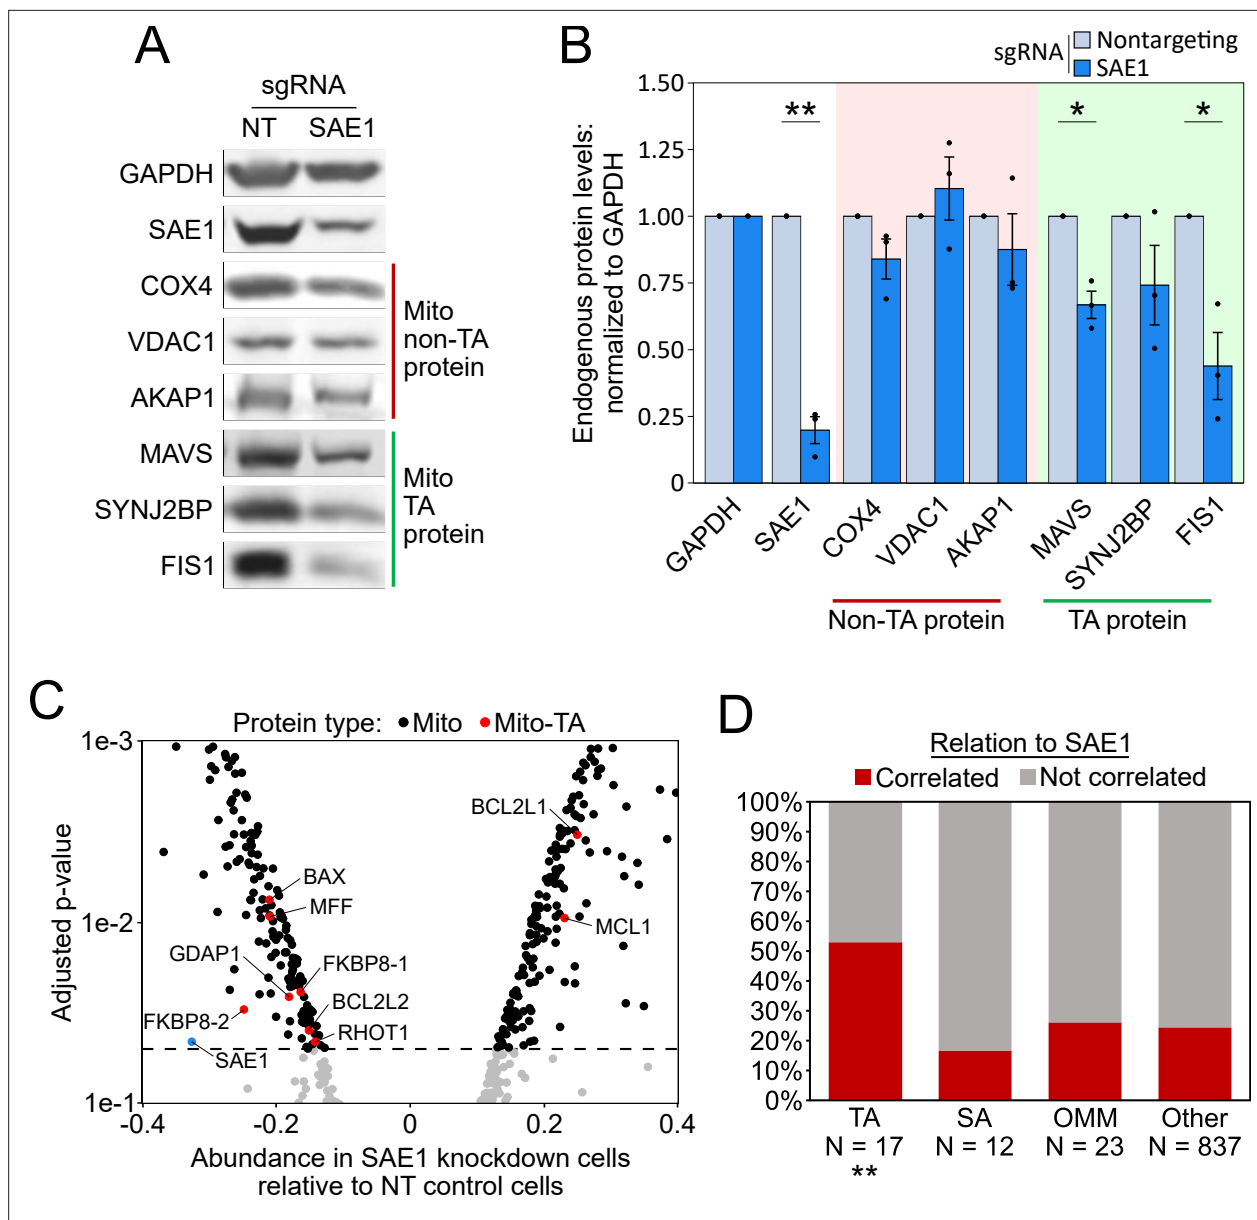 A
sgRNA
NT SAE1
GAPDH
SAE1
COX4
VDAC1
AKAP1
MAVS
SYNJ2BP
FIS1
Mito
non-TA
protein
Mito
TA
protein
B
sgRNA
Nontargeting
SAE1
Endogenous protein levels:
normalized to GAPDH
1.50
1.25
1.00
0.75
0.50
0.25
0
**
*
*
GAPDH
SAE1
COX4
VDAC1
AKAP1
MAVS
SYNJ2BP
FIS1
Non-TA protein
TA protein
C
Protein type: Mito Mito-TA
Adjusted p-value
1e-3
1e-2
1e-1
BCL2L1
BAX
MFF
MCL1
GDAP1
FKBP8-1
BCL2L2
FKBP8-2
RHOT1
SAE1
-0.4 -0.2 0 0.2 0.4
Abundance in SAE1 knockdown cells
relative to NT control cells
D
Relation to SAE1
Correlated Not correlated
100%
90%
80%
70%
60%
50%
40%
30%
20%
10%
0%
TA SA OMM Other
N = 17 N = 12 N = 23 N = 837
**